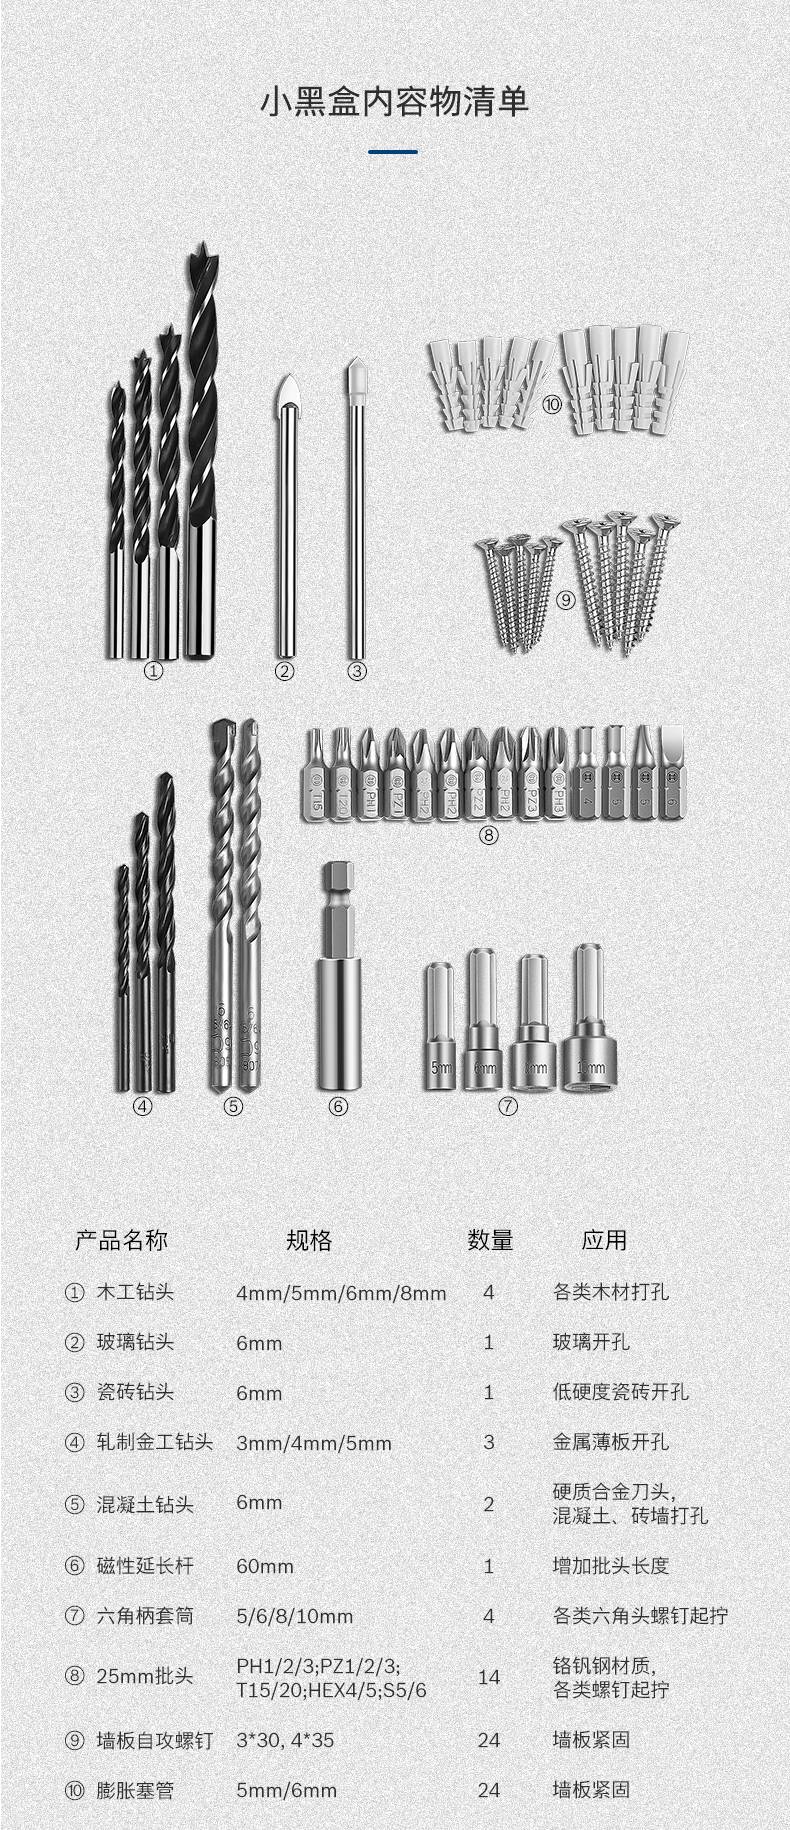 小黑盒内容物清单
⑩
⑨
① ② ③
T15 T20 PH1 PZ1 PH2 PH2 PZ2 PH2 PZ3 PH3 4 5 5 6
⑧
5mm 6mm 8mm 10mm
④ ⑤ ⑥ ⑦
产品名称 规格 数量 应用
① 木工钻头 4mm/5mm/6mm/8mm 4 各类木材打孔
② 玻璃钻头 6mm 1 玻璃开孔
③ 瓷砖钻头 6mm 1 低硬度瓷砖开孔
④ 轧制金工钻头 3mm/4mm/5mm 3 金属薄板开孔
⑤ 混凝土钻头 6mm 2 硬质合金刀头,
混凝土、砖墙打孔
⑥ 磁性延长杆 60mm 1 增加批头长度
⑦ 六角柄套筒 5/6/8/10mm 4 各类六角头螺钉起拧
⑧ 25mm批头 PH1/2/3;PZ1/2/3; 14 铬钒钢材质,
T15/20;HEX4/5;S5/6 各类螺钉起拧
⑨ 墙板自攻螺钉 3*30, 4*35 24 墙板紧固
⑩ 膨胀塞管 5mm/6mm 24 墙板紧固